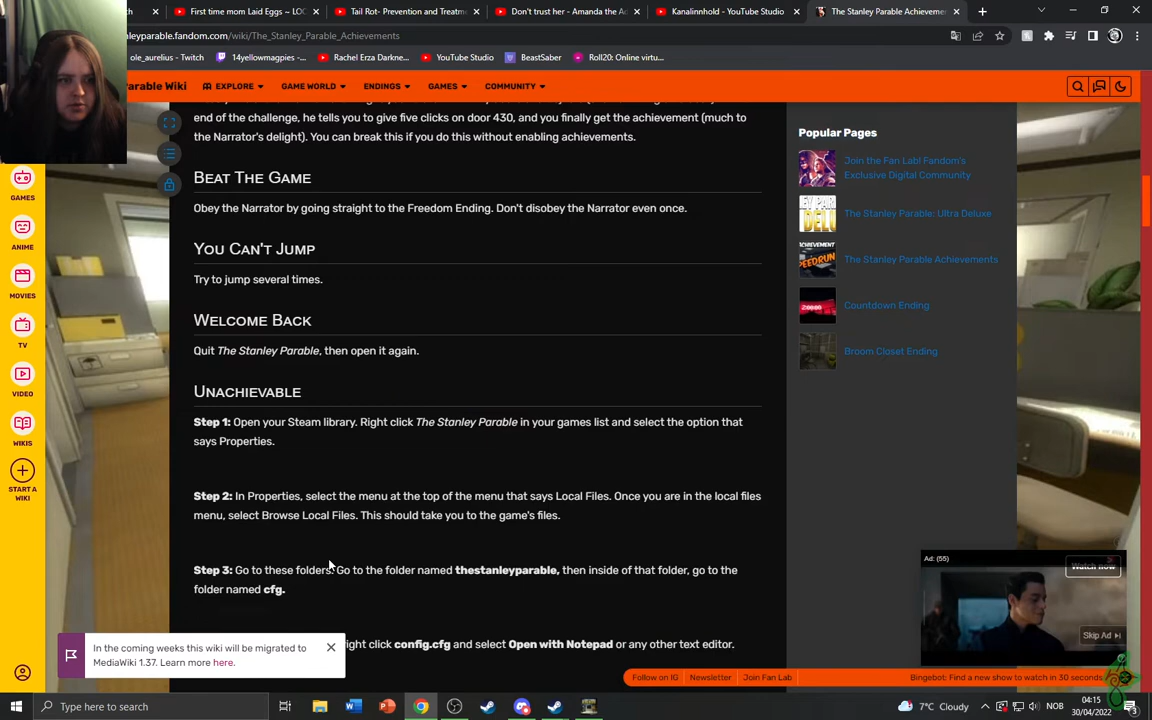 ch
First time mom Laid Eggs ~ LOC
Tail Rot- Prevention and Treatm
Don't trust her - Amanda the Ad
Kanalinnhold - YouTube Studio
The Stanley Parable Achievemen
leyparable.fandom.com/wiki/The_Stanley_Parable_Achievements
ole_aurelius - Twitch
14yellowmagpies -...
Rachel Erza Darkne...
YouTube Studio
BeastSaber
Roll20: Online virtu...
Parable Wiki
EXPLORE
GAME WORLD
ENDINGS
GAMES
COMMUNITY
end of the challenge, he tells you to give five clicks on door 430, and you finally get the achievement (much to
the Narrator's delight). You can break this if you do this without enabling achievements.
Beat The Game
Obey the Narrator by going straight to the Freedom Ending. Don't disobey the Narrator even once.
You Can't Jump
Try to jump several times.
Welcome Back
Quit The Stanley Parable, then open it again.
Unachievable
Step 1: Open your Steam library. Right click The Stanley Parable in your games list and select the option that
says Properties.
Step 2: In Properties, select the menu at the top of the menu that says Local Files. Once you are in the local files
menu, select Browse Local Files. This should take you to the game's files.
Step 3: Go to these folders: Go to the folder named thestanleyparable, then inside of that folder, go to the
folder named cfg.
ight click config.cfg and select Open with Notepad or any other text editor.
GAMES
ANIME
MOVIES
TV
VIDEO
WIKIS
START A
WIKI
Popular Pages
Join the Fan Lab! Fandom's
Exclusive Digital Community
The Stanley Parable: Ultra Deluxe
The Stanley Parable Achievements
Countdown Ending
Broom Closet Ending
Ad: (55)
Watch now
Skip Ad
In the coming weeks this wiki will be migrated to
MediaWiki 1.37. Learn more here.
Follow on IG
Newsletter
Join Fan Lab
Bingebot: Find a new show to watch in 30 seconds
Type here to search
7°C Cloudy
NOB
04:15
30/04/2022
3